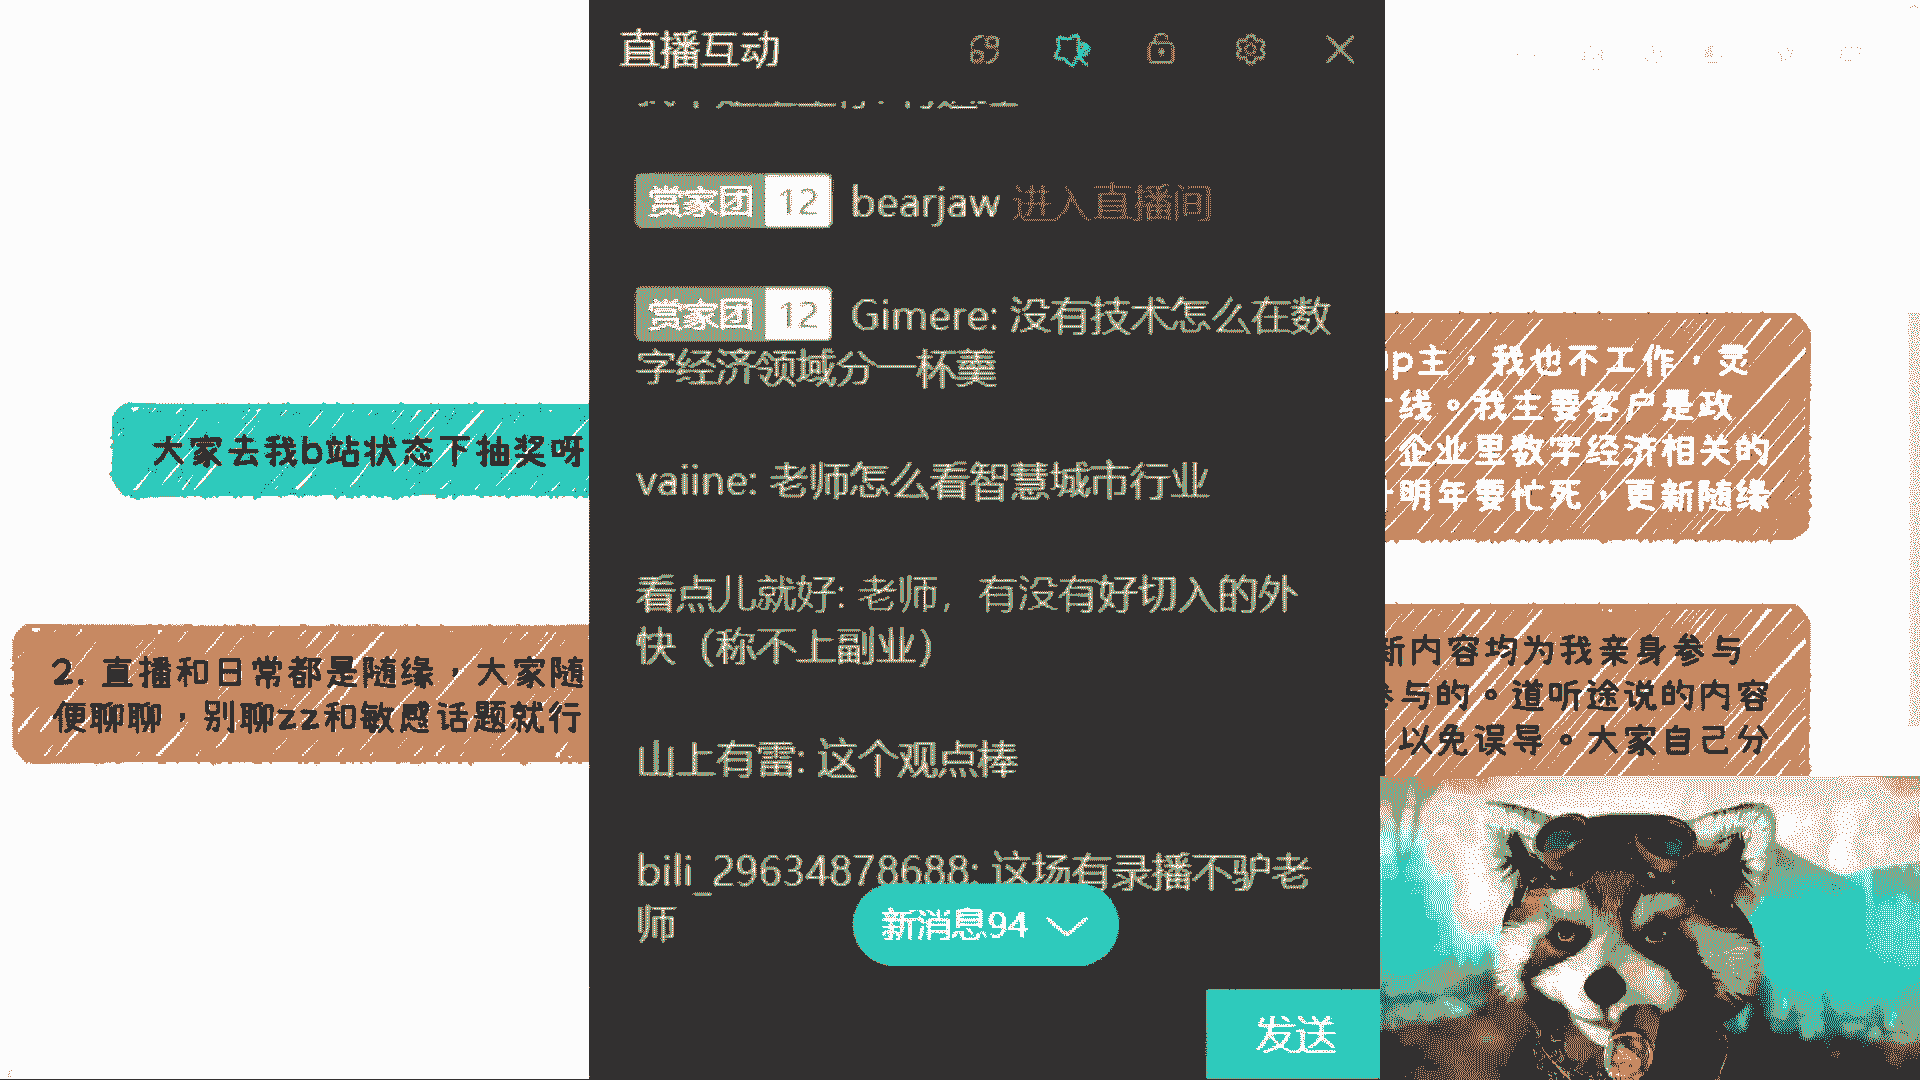 直播互动
赏家团 12 bearjaw 进入直播间
赏家团 12 Gimere: 没有技术怎么在数
字经济领域分一杯羹
vaiine: 老师怎么看智慧城市行业
看点儿就好: 老师，有没有好切入的外
快（称不上副业）
山上有雷: 这个观点棒
bili_29634878688: 这场有录播不驴老
师
新消息94
发送
大家去我b站状态下抽奖呀
2. 直播和日常都是随缘，大家随
便聊聊，别聊zz和敏感话题就行
p主，我也不工作，灵
线。我主要客户是政
企业里数字经济相关的
明年要忙死，更新随缘
新内容均为我亲身参与
参与的。道听途说的内容
以免误导。大家自己分